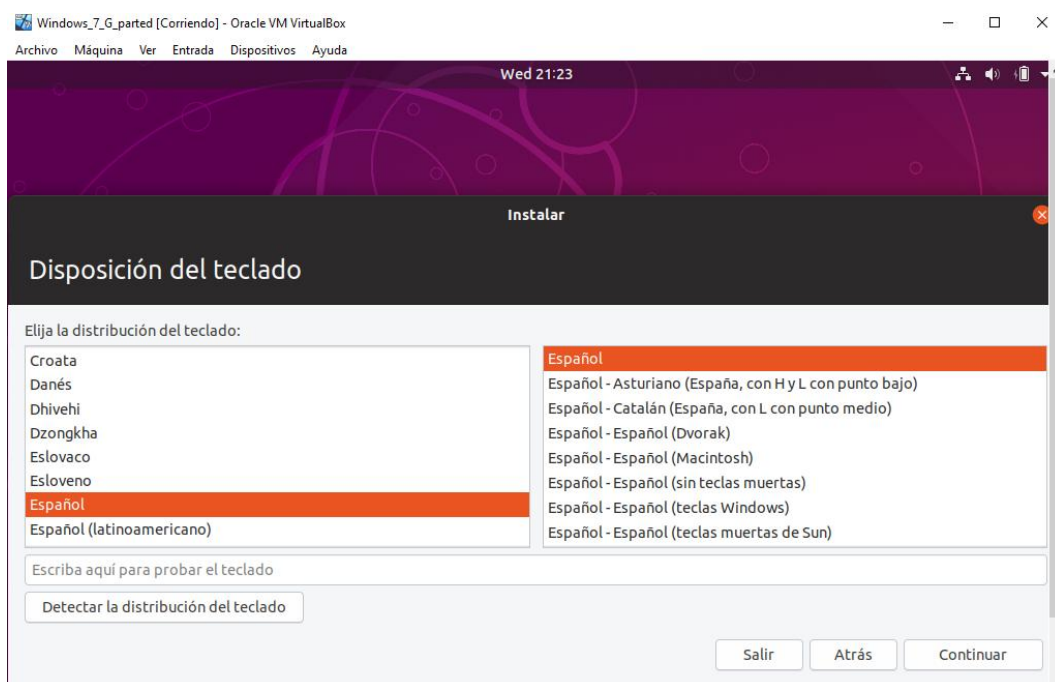 Windows_7_G_parted [Corriendo] - Oracle VM VirtualBox
Archivo Máquina Ver Entrada Dispositivos Ayuda
Wed 21:23
Instalar
Disposición del teclado
Elija la distribución del teclado:
Croata
Danés
Dhivehi
Dzongkha
Eslovaco
Esloveno
Español
Español (latinoamericano)
Español
Español - Asturiano (España, con H y L con punto bajo)
Español - Catalán (España, con L con punto medio)
Español - Español (Dvorak)
Español - Español (Macintosh)
Español - Español (sin teclas muertas)
Español - Español (teclas Windows)
Español - Español (teclas muertas de Sun)
Escriba aquí para probar el teclado
Detectar la distribución del teclado
Salir Atrás Continuar